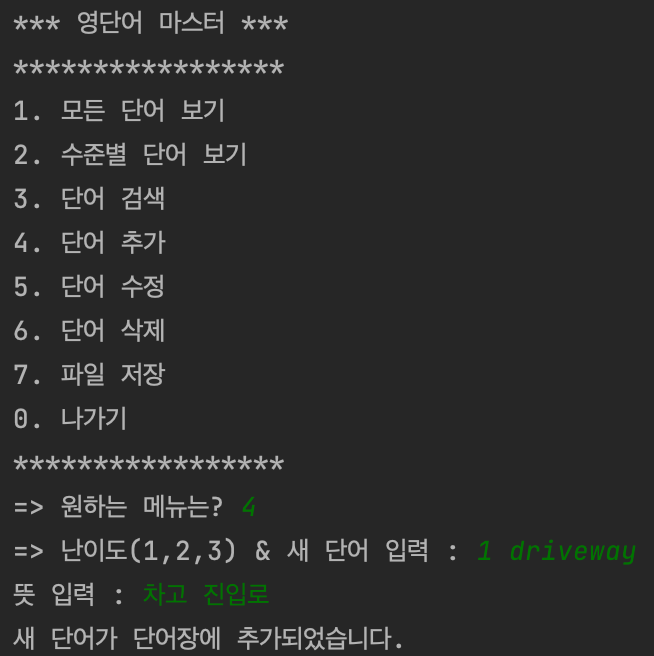 *** 영단어 마스터 ***
*****************
1. 모든 단어 보기
2. 수준별 단어 보기
3. 단어 검색
4. 단어 추가
5. 단어 수정
6. 단어 삭제
7. 파일 저장
0. 나가기
*****************
=> 원하는 메뉴는? 4
=> 난이도(1,2,3) & 새 단어 입력 : 1 driveway
뜻 입력 : 차고 진입로
새 단어가 단어장에 추가되었습니다.